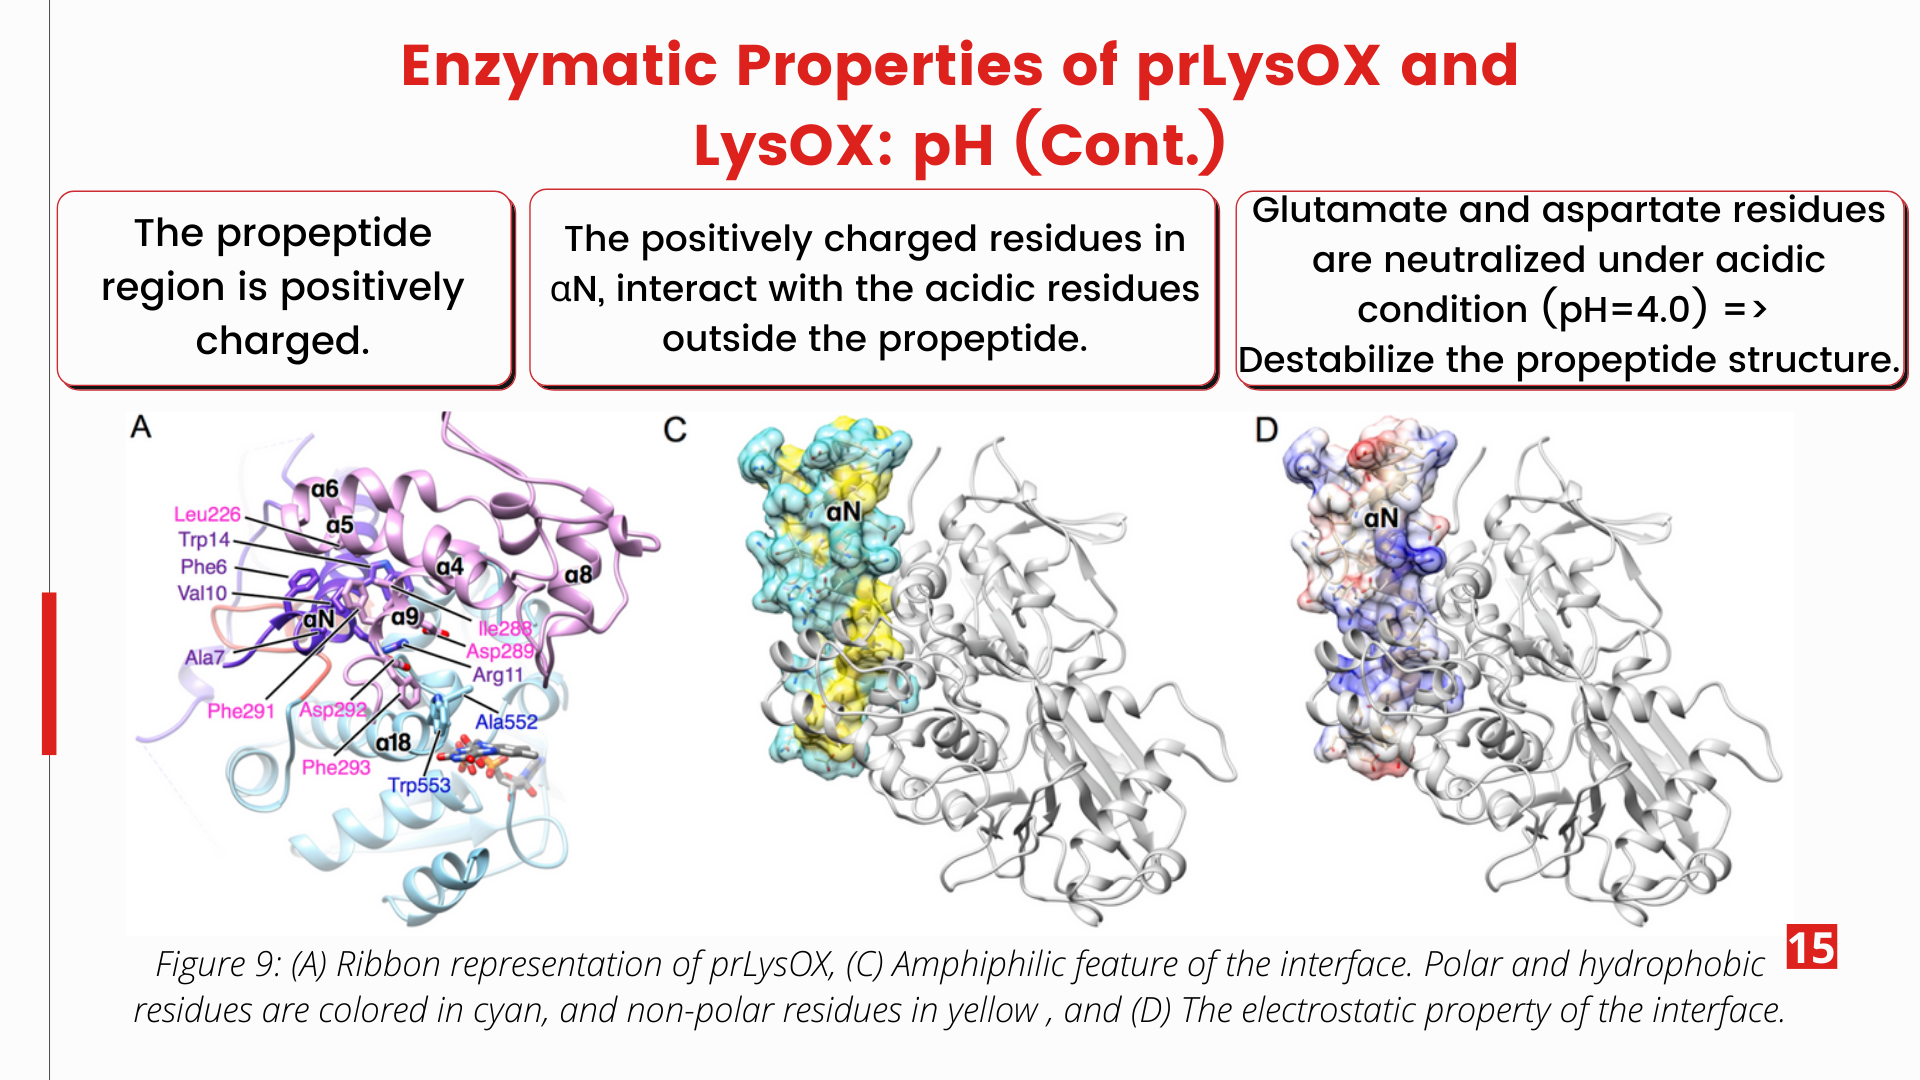 Enzymatic Properties of prLysOX and
LysOX: pH (Cont.)
The propeptide
region is positively
charged.
The positively charged residues in
αN, interact with the acidic residues
outside the propeptide.
Glutamate and aspartate residues
are neutralized under acidic
condition (pH=4.0) =>
Destabilize the propeptide structure.
A
α6
Leu226
α5
Trp14
Phe6
α4
α8
Val10
αN
α9
Ile288
Asp289
Ala7
Arg11
Phe291
Asp292
Ala552
α18
Phe293
Trp553
C
αN
D
αN
15
Figure 9: (A) Ribbon representation of prLysOX, (C) Amphiphilic feature of the interface. Polar and hydrophobic
residues are colored in cyan, and non-polar residues in yellow , and (D) The electrostatic property of the interface.